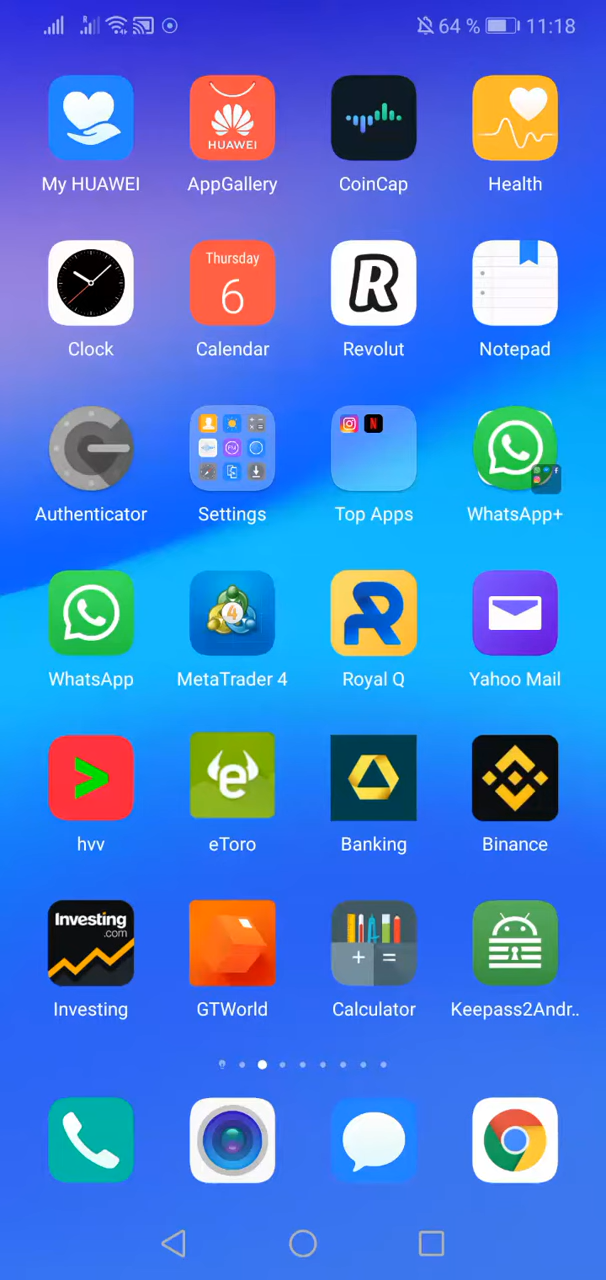 R 64 % 11:18
HUAWEI
My HUAWEI AppGallery CoinCap Health
Thursday
6
R
Clock Calendar Revolut Notepad
Authenticator Settings Top Apps WhatsApp+
4
WhatsApp MetaTrader 4 Royal Q Yahoo Mail
e
hvv eToro Banking Binance
Investing
.com
+ =
Investing GTWorld Calculator Keepass2Andr..